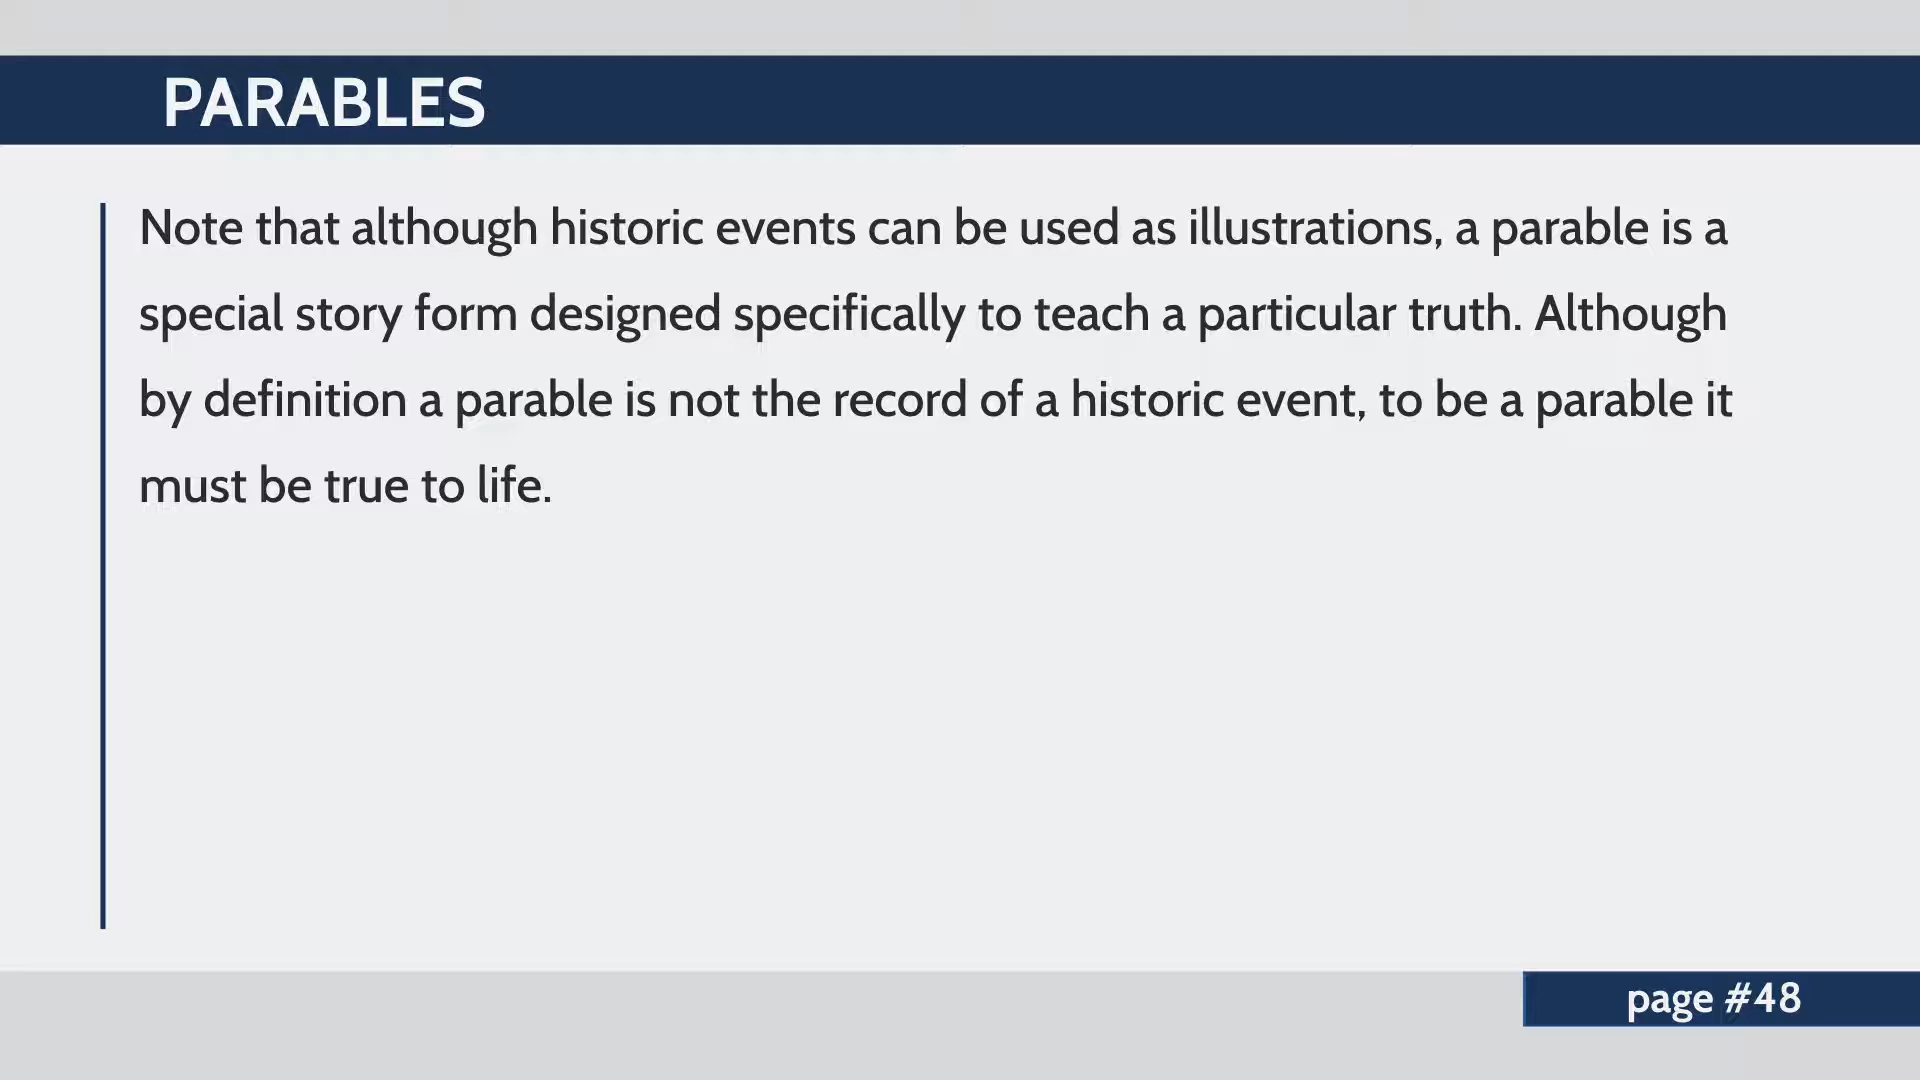 PARABLES
Note that although historic events can be used as illustrations, a parable is a
special story form designed specifically to teach a particular truth. Although
by definition a parable is not the record of a historic event, to be a parable it
must be true to life.
page #48